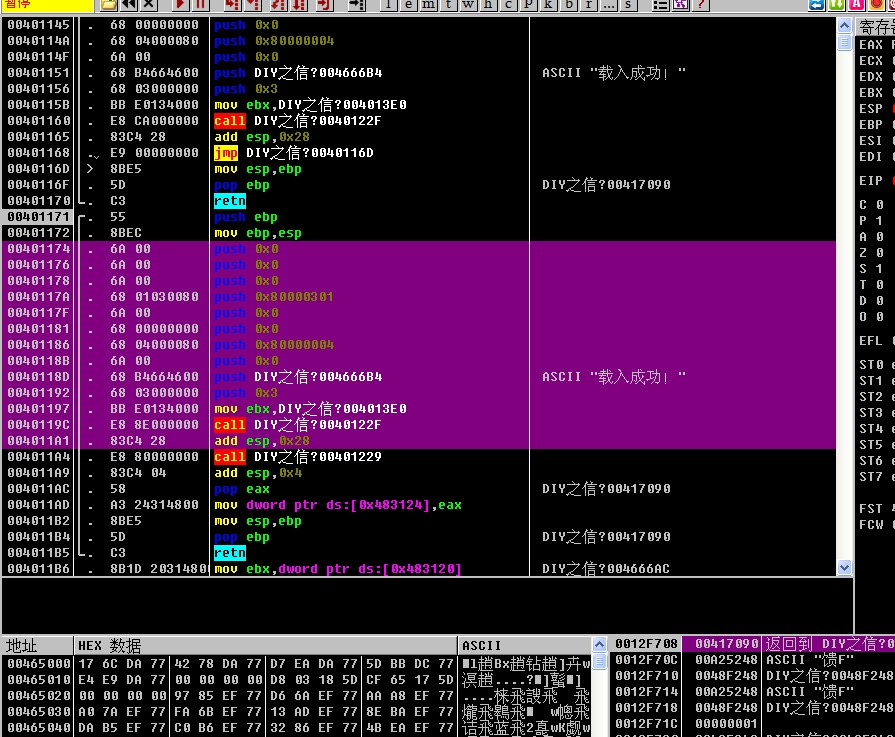 暂停
l e m t w h c p k b r ... s ?
00401145 . 68 00000000 push 0x0
0040114A . 68 04000080 push 0x80000004
0040114F . 6A 00 push 0x0
00401151 . 68 B4664600 push DIY之信?004666B4 ASCII "载入成功！"
00401156 . 68 03000000 push 0x3
0040115B . BB E0134000 mov ebx,DIY之信?004013E0
00401160 . E8 CA000000 call DIY之信?0040122F
00401165 . 83C4 28 add esp,0x28
00401168 . E9 00000000 jmp DIY之信?0040116D
0040116D > 8BE5 mov esp,ebp
0040116F . 5D pop ebp DIY之信?00417090
00401170 . C3 retn
00401171 . 55 push ebp
00401172 . 8BEC mov ebp,esp
00401174 . 6A 00 push 0x0
00401176 . 6A 00 push 0x0
00401178 . 6A 00 push 0x0
0040117A . 68 01030080 push 0x80000301
0040117F . 6A 00 push 0x0
00401181 . 68 00000000 push 0x0
00401186 . 68 04000080 push 0x80000004
0040118B . 6A 00 push 0x0
0040118D . 68 B4664600 push DIY之信?004666B4 ASCII "载入成功！"
00401192 . 68 03000000 push 0x3
00401197 . BB E0134000 mov ebx,DIY之信?004013E0
0040119C . E8 8E000000 call DIY之信?0040122F
004011A1 . 83C4 28 add esp,0x28
004011A4 . E8 80000000 call DIY之信?00401229
004011A9 . 83C4 04 add esp,0x4
004011AC . 58 pop eax DIY之信?00417090
004011AD . A3 24314800 mov dword ptr ds:[0x483124],eax
004011B2 . 8BE5 mov esp,ebp
004011B4 . 5D pop ebp DIY之信?00417090
004011B5 . C3 retn
004011B6 . 8B1D 20314800 mov ebx,dword ptr ds:[0x483120] DIY之信?004666AC
寄存器
EAX
ECX
EDX
EBX
ESP
EBP
ESI
EDI
EIP
C 0
P 1
A 0
Z 0
S 1
T 0
D 0
O 0
EFL
ST0
ST1
ST2
ST3
ST4
ST5
ST6
ST7
FST
FCW
地址 HEX 数据 ASCII
00465000 17 6C DA 77 42 78 DA 77 D7 EA DA 77 5D BB DC 77
00465010 E4 E9 DA 77 00 00 00 00 D8 03 18 5D CF 65 17 5D
00465020 00 00 00 00 97 85 EF 77 D6 6A EF 77 AA A8 EF 77
00465030 A0 7A EF 77 FA 6B EF 77 13 AD EF 77 8E BA EF 77
00465040 DA B5 EF 77 C0 B6 EF 77 32 86 EF 77 4B EA EF 77
0012F708 00417090 返回到 DIY之信?0
0012F70C 00A25248 ASCII "馈F"
0012F710 0048F248 DIY之信?0048F248
0012F714 00A25248 ASCII "馈F"
0012F718 0048F248 DIY之信?0048F248
0012F71C 00000001